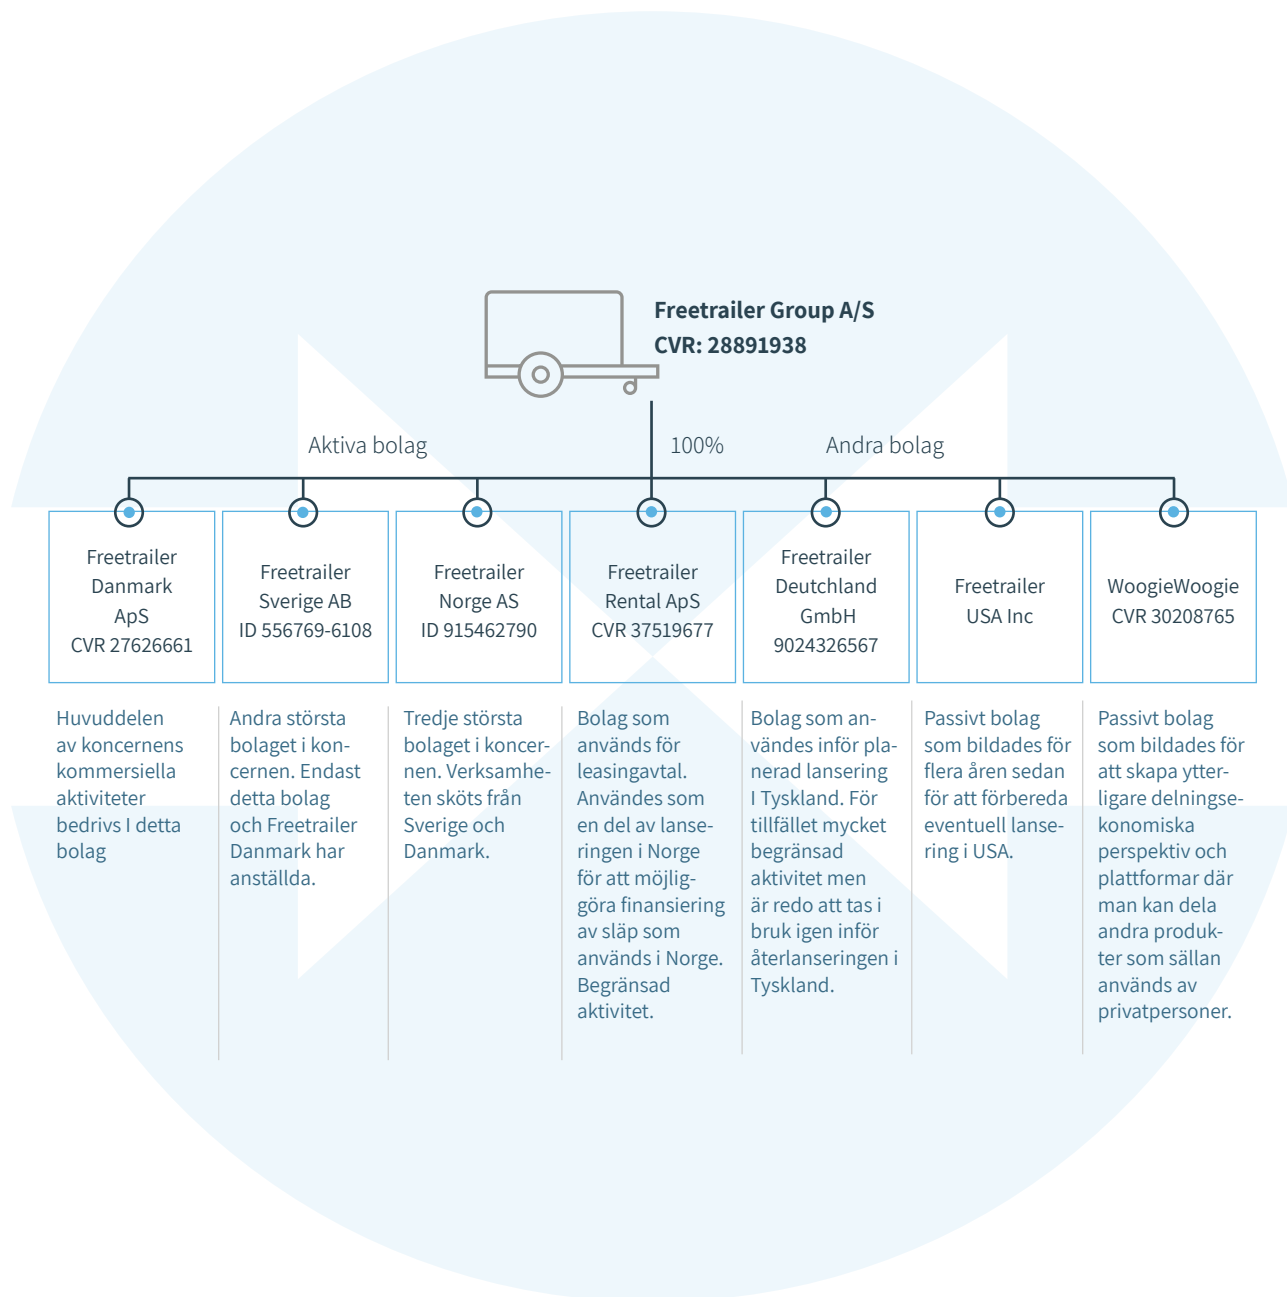 Freetrailer Group A/S
CVR: 28891938
Aktiva bolag
100%
Andra bolag
Freetrailer
Danmark
ApS
CVR 27626661
Freetrailer
Sverige AB
ID 556769-6108
Freetrailer
Norge AS
ID 915462790
Freetrailer
Rental ApS
CVR 37519677
Freetrailer
Deutchland
GmbH
9024326567
Freetrailer
USA Inc
WoogieWoogie
CVR 30208765
Huvuddelen
av koncernens
kommersiella
aktiviteter
bedrivs I detta
bolag
Andra största
bolaget i kon-
cernen. Endast
detta bolag
och Freetrailer
Danmark har
anställda.
Tredje största
bolaget i koncer-
nen. Verksamhe-
ten sköts från
Sverige och
Danmark.
Bolag som
används för
leasingavtal.
Användes som
en del av lanse-
ringen i Norge
för att möjlig-
göra finansiering
av släp som
används i Norge.
Begränsad
aktivitet.
Bolag som an-
vändes inför pla-
nerad lansering
I Tyskland. För
tillfället mycket
begränsad
aktivitet men
är redo att tas i
bruk igen inför
återlanseringen i
Tyskland.
Passivt bolag
som bildades för
flera åren sedan
för att förbereda
eventuell lanse-
ring i USA.
Passivt bolag
som bildades för
att skapa ytter-
ligare delningse-
konomiska
perspektiv och
plattformar där
man kan dela
andra produk-
ter som sällan
används av
privatpersoner.